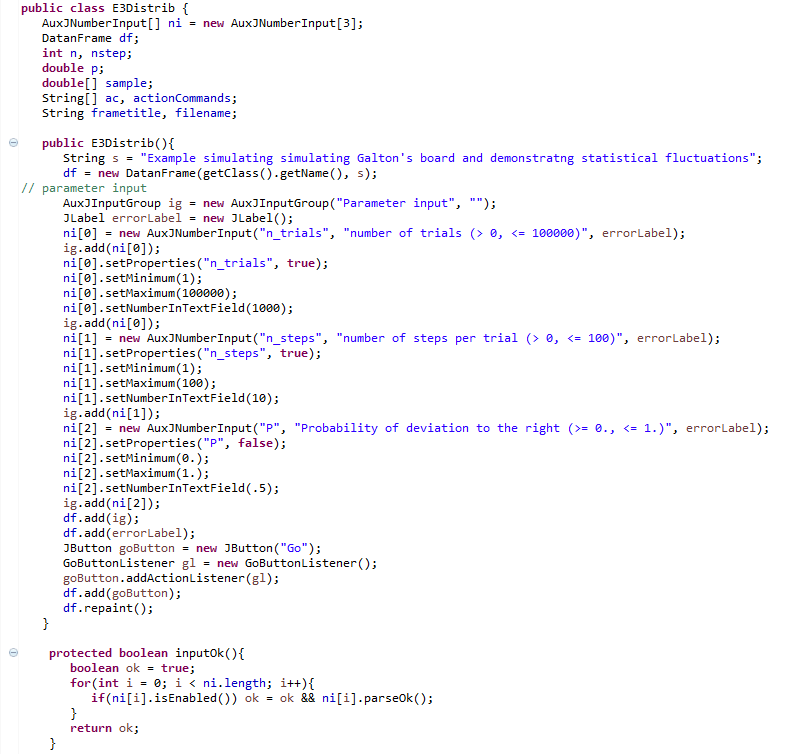 public class E3Distrib {
AuxJNumberInput[] ni = new AuxJNumberInput[3];
DatanFrame df;
int n, nstep;
double p;
double[] sample;
String[] ac, actionCommands;
String frametitle, filename;
public E3Distrib(){
String s = "Example simulating simulating Galton's board and demonstratng statistical fluctuations";
df = new DatanFrame(getClass().getName(), s);
// parameter input
AuxJInputGroup ig = new AuxJInputGroup("Parameter input", "");
JLabel errorLabel = new JLabel();
ni[0] = new AuxJNumberInput("n_trials", "number of trials (> 0, <= 100000)", errorLabel);
ig.add(ni[0]);
ni[0].setProperties("n_trials", true);
ni[0].setMinimum(1);
ni[0].setMaximum(100000);
ni[0].setNumberInTextField(1000);
ig.add(ni[0]);
ni[1] = new AuxJNumberInput("n_steps", "number of steps per trial (> 0, <= 100)", errorLabel);
ni[1].setProperties("n_steps", true);
ni[1].setMinimum(1);
ni[1].setMaximum(100);
ni[1].setNumberInTextField(10);
ig.add(ni[1]);
ni[2] = new AuxJNumberInput("P", "Probability of deviation to the right (>= 0., <= 1.)", errorLabel);
ni[2].setProperties("P", false);
ni[2].setMinimum(0.);
ni[2].setMaximum(1.);
ni[2].setNumberInTextField(.5);
ig.add(ni[2]);
df.add(ig);
df.add(errorLabel);
JButton goButton = new JButton("Go");
GoButtonListener gl = new GoButtonListener();
goButton.addActionListener(gl);
df.add(goButton);
df.repaint();
}
protected boolean inputOk(){
boolean ok = true;
for(int i = 0; i < ni.length; i++){
if(ni[i].isEnabled()) ok = ok && ni[i].parseOk();
}
return ok;
}